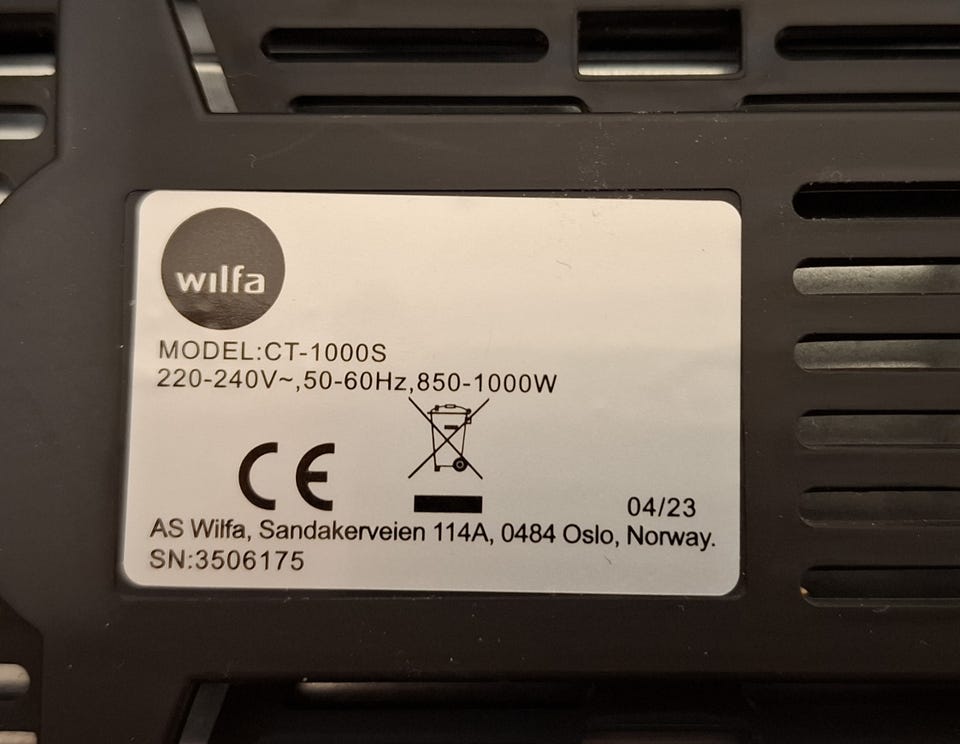 wilfa
MODEL:CT-1000S
220-240V~,50-60Hz,850-1000W
CE
04/23
AS Wilfa, Sandakerveien 114A, 0484 Oslo, Norway.
SN:3506175